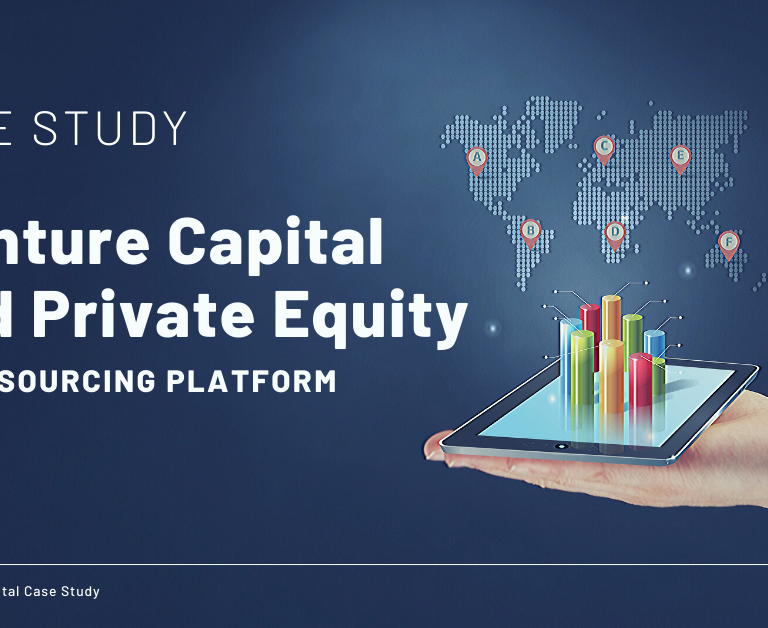 E STUDY
nture Capital
d Private Equity
SOURCING PLATFORM
A
C
E
B
D
F
tal Case Study